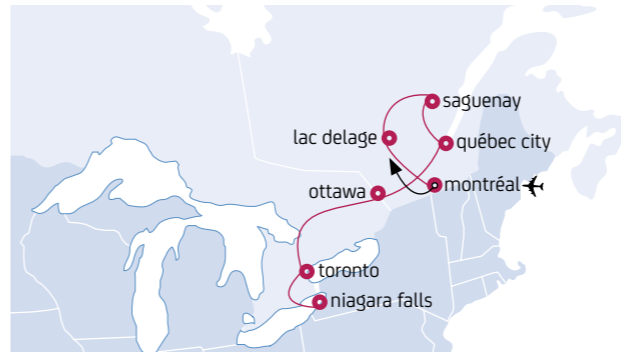 saguenay
lac delage
québec city
ottawa
montréal
toronto
niagara falls